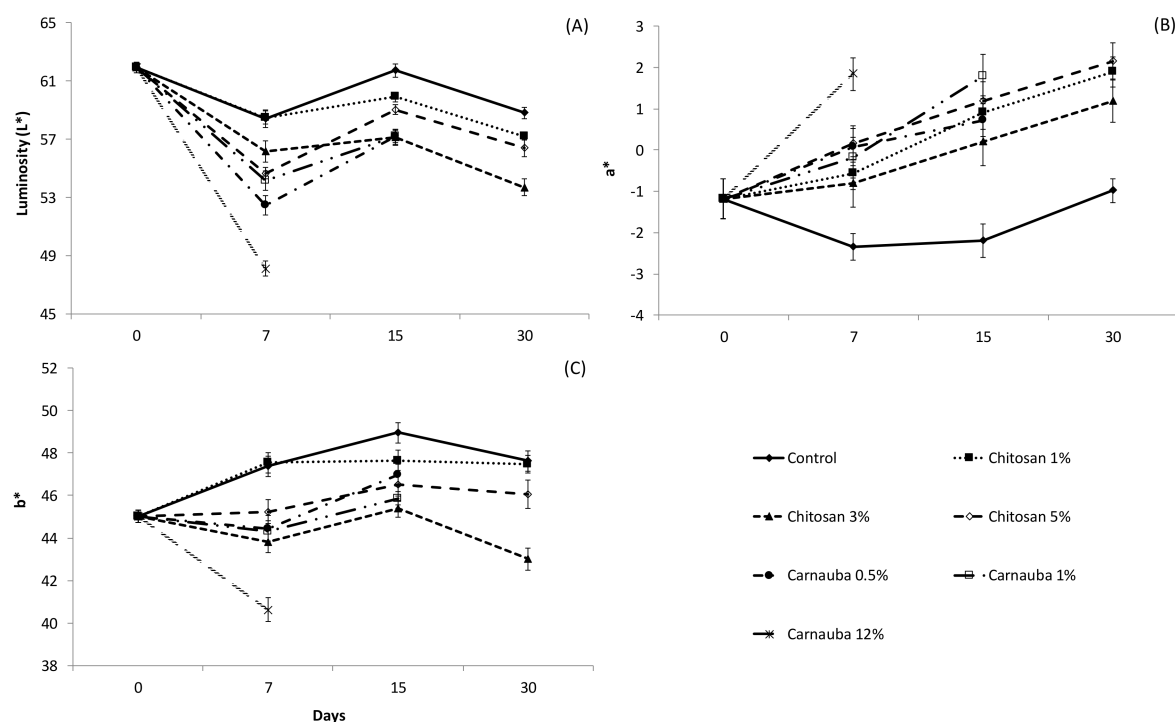 (A)
65
61
57
53
49
45
Luminosity (L*)
0 7 15 30
(B)
3
2
1
0
-1
-2
-3
-4
a*
0 7 15 30
(C)
52
50
48
46
44
42
40
38
b*
0 7 15 30
Days
Control Chitosan 1%
Chitosan 3% Chitosan 5%
Carnauba 0.5% Carnauba 1%
Carnauba 12%